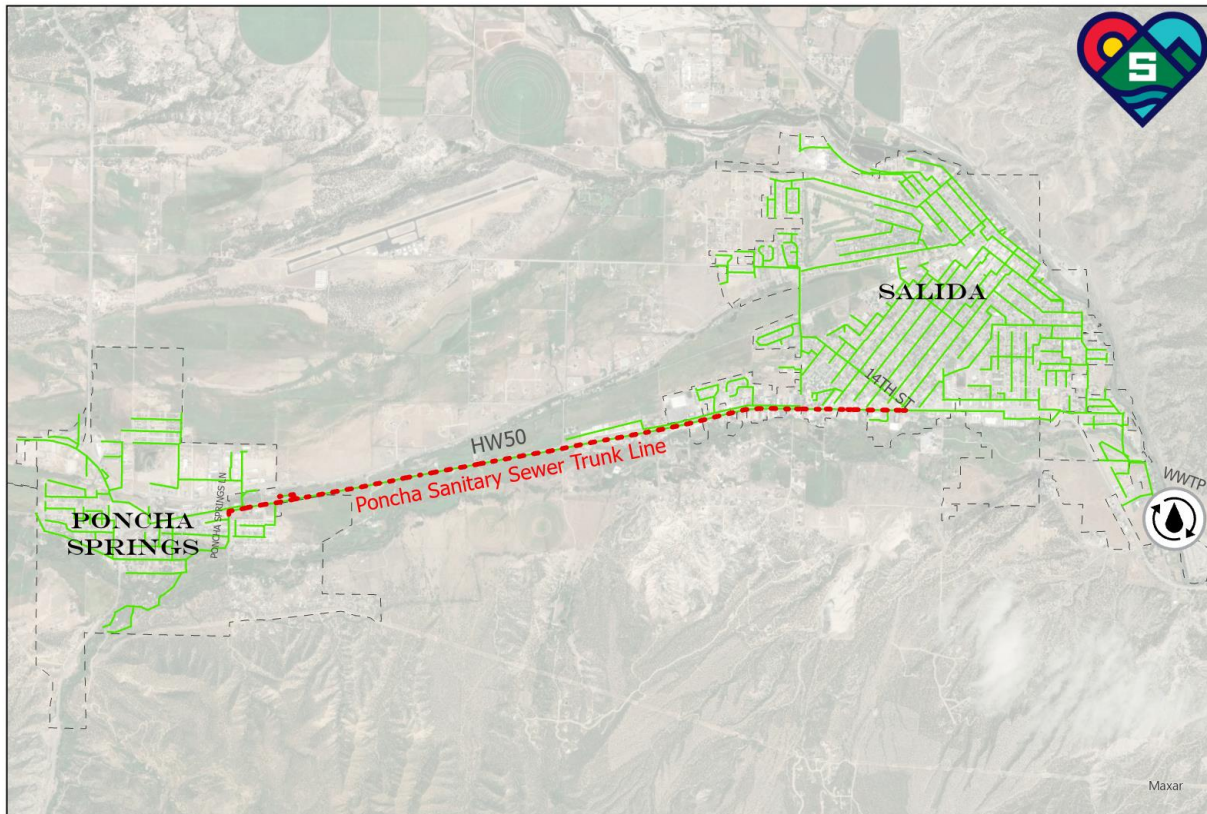 S
SALIDA
14TH ST
HW50
Poncha Sanitary Sewer Trunk Line
WWTP
PONCHA SPRINGS LN
PONCHA
SPRINGS
Maxar